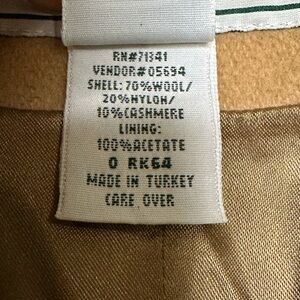 RN#71341
VENDOR#05694
SHELL:70%WOOL/
20%NYLON/
10%CASHMERE
LINING:
100%ACETATE
0 RK64
MADE IN TURKEY
CARE OVER